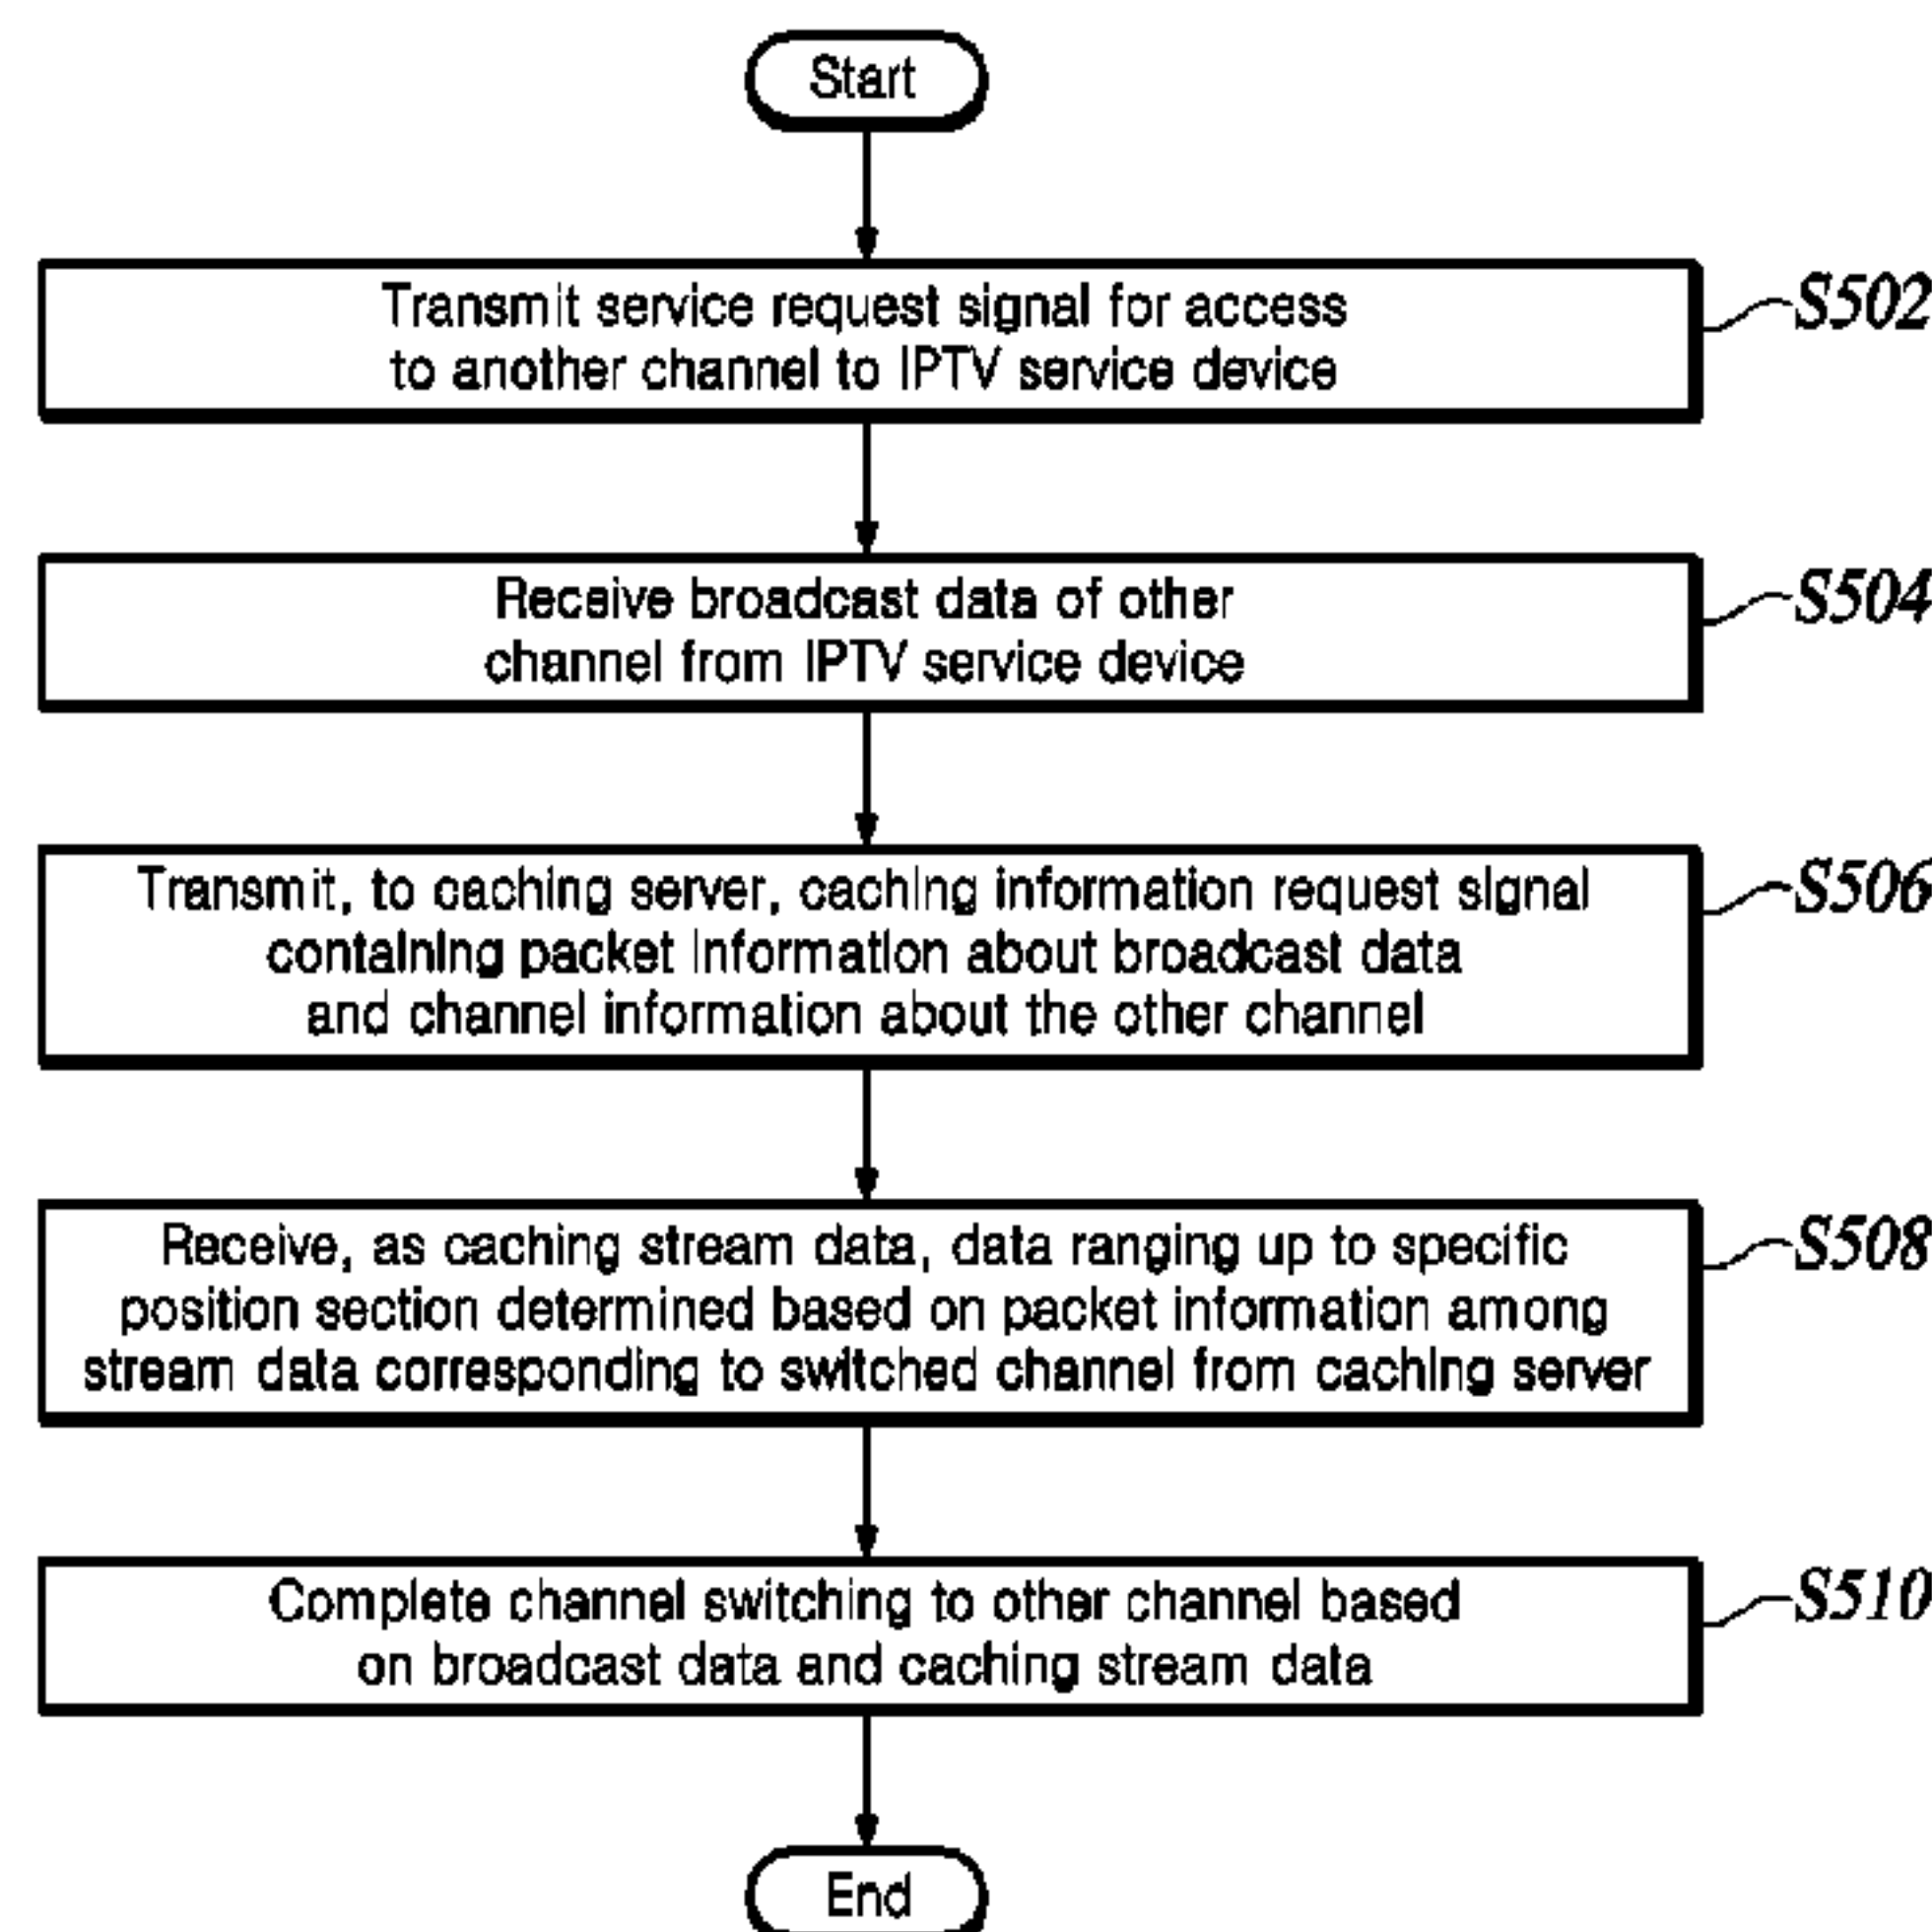 Start
Transmit service request signal for access
to another channel to IPTV service device
S502
Receive broadcast data of other
channel from IPTV service device
S504
Transmit, to caching server, caching information request signal
containing packet information about broadcast data
and channel information about the other channel
S506
Receive, as caching stream data, data ranging up to specific
position section determined based on packet information among
stream data corresponding to switched channel from caching server
S508
Complete channel switching to other channel based
on broadcast data and caching stream data
S510
End